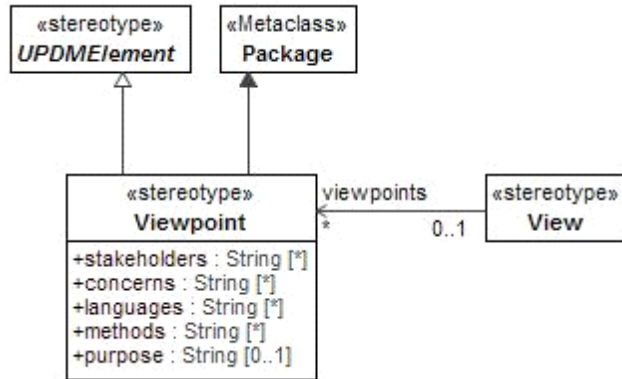 «stereotype»
UPDMElement
«Metaclass»
Package
«stereotype»
Viewpoint
+stakeholders : String [*]
+concerns : String [*]
+languages : String [*]
+methods : String [*]
+purpose : String [0..1]
viewpoints
*
0..1
«stereotype»
View